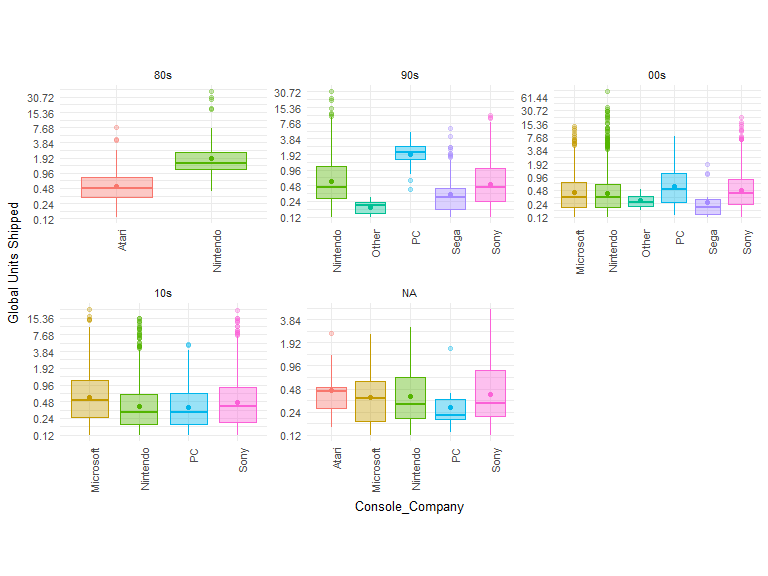 80s
90s
00s
30.72
15.36
7.68
3.84
1.92
0.96
0.48
0.24
0.12
30.72
15.36
7.68
3.84
1.92
0.96
0.48
0.24
0.12
61.44
30.72
15.36
7.68
3.84
1.92
0.96
0.48
0.24
0.12
Atari
Nintendo
Nintendo
Other
PC
Sega
Sony
Microsoft
Nintendo
Other
PC
Sega
Sony
Global Units Shipped
10s
NA
15.36
7.68
3.84
1.92
0.96
0.48
0.24
0.12
3.84
1.92
0.96
0.48
0.24
0.12
Microsoft
Nintendo
PC
Sony
Atari
Microsoft
Nintendo
PC
Sony
Console_Company